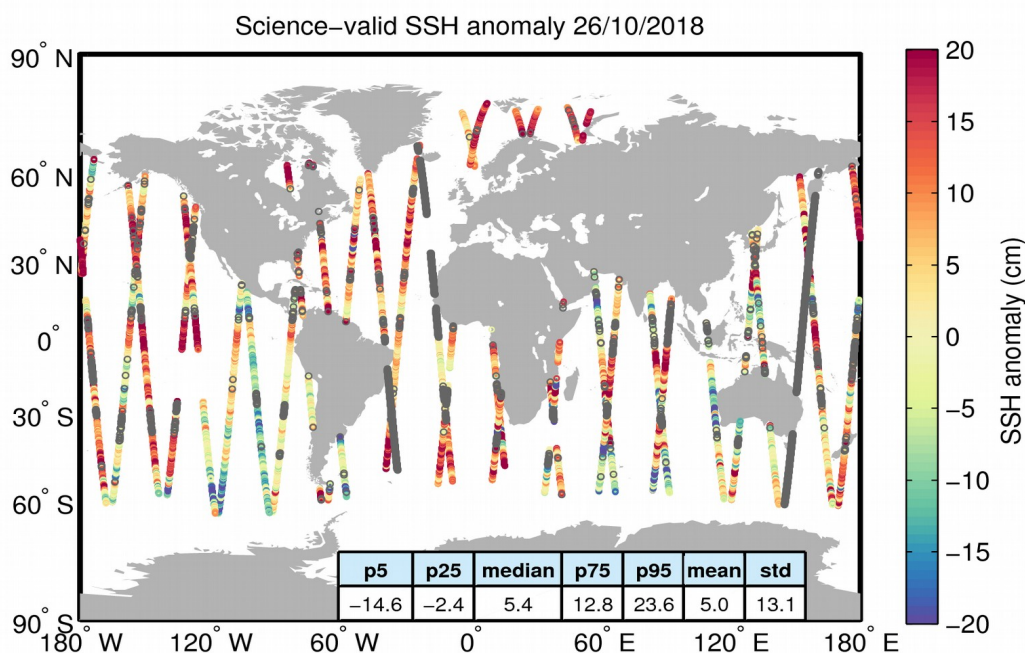 Science−valid SSH anomaly 26/10/2018
90° N
60° N
30° N
0°
30° S
60° S
90° S
180° W
120° W
60° W
0°
60° E
120° E
180° E
p5 p25 median p75 p95 mean std
−14.6 −2.4 5.4 12.8 23.6 5.0 13.1
20
15
10
5
0
−5
−10
−15
−20
SSH anomaly (cm)